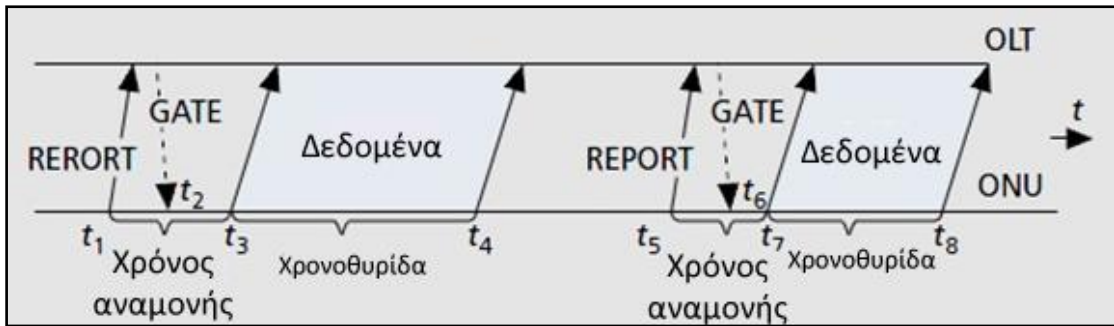 OLT
GATE
GATE
t
RERORT
Δεδομένα
REPORT
Δεδομένα
t2
t6
ONU
t1
t3
t4
t5
t7
t8
Χρόνος
αναμονής
Χρονοθυρίδα
Χρόνος
αναμονής
Χρονοθυρίδα